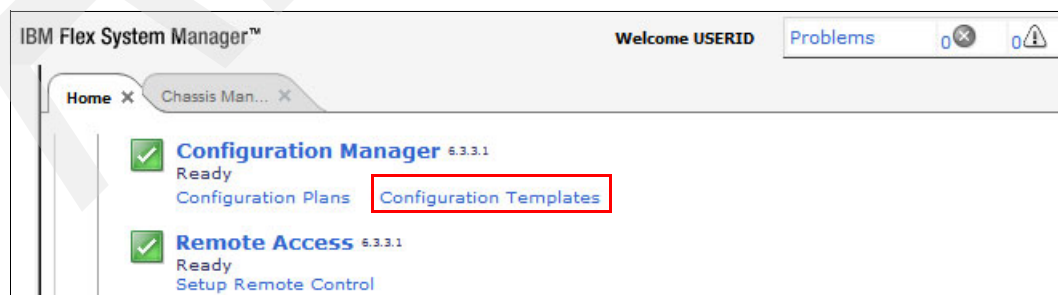 IBM Flex System Manager™ Welcome USERID Problems 0 0
Home Chassis Man...
Configuration Manager 6.3.3.1
Ready
Configuration Plans Configuration Templates
Remote Access 6.3.3.1
Ready
Setup Remote Control